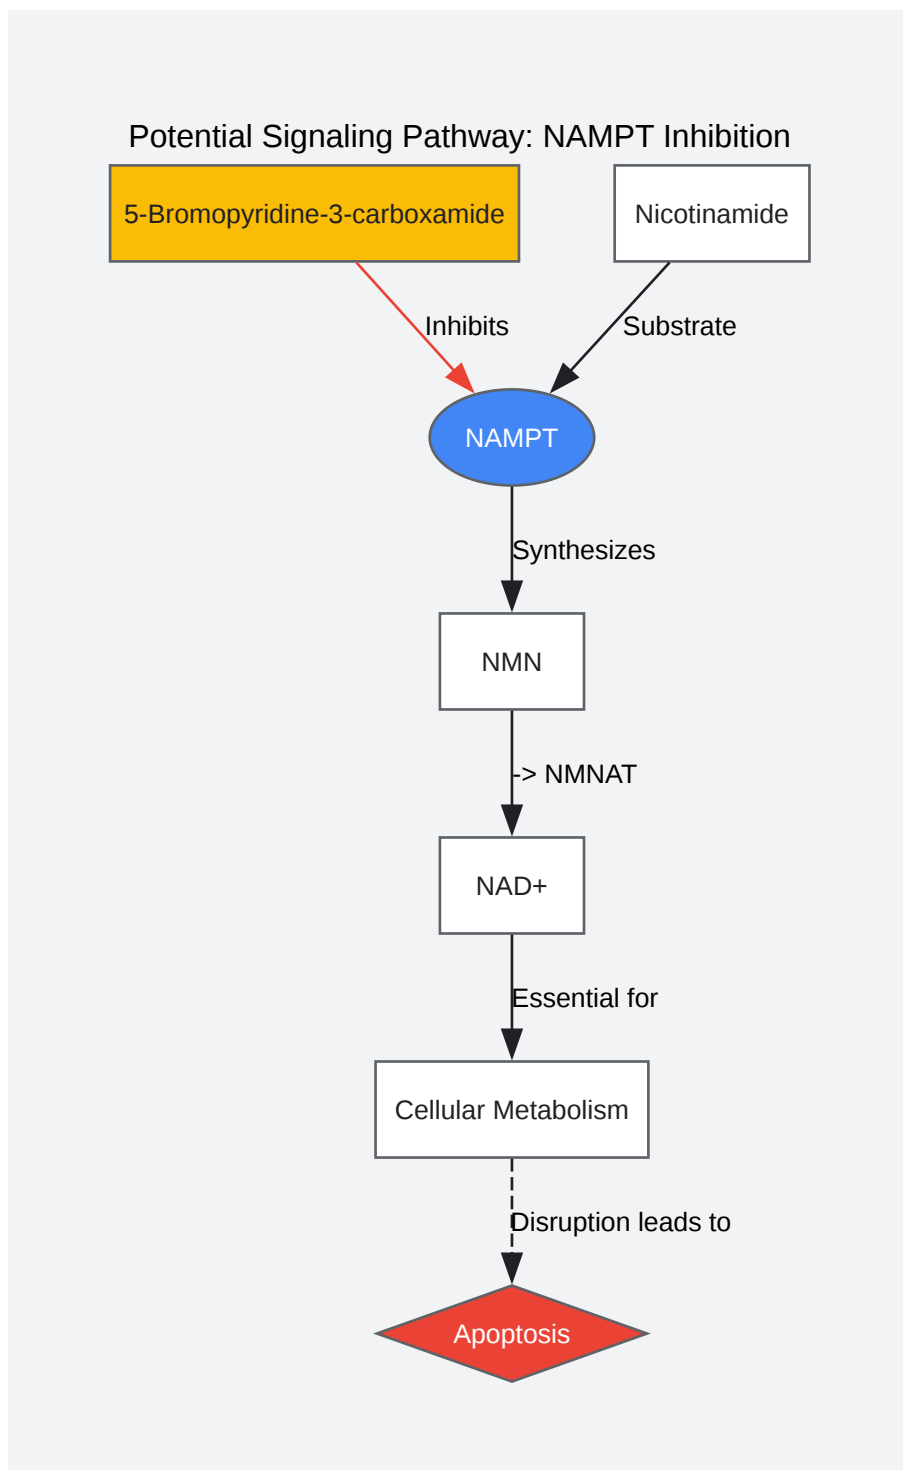 Potential Signaling Pathway: NAMPT Inhibition
5-Bromopyridine-3-carboxamide
Nicotinamide
Inhibits
Substrate
NAMPT
Synthesizes
NMN
-> NMNAT
NAD+
Essential for
Cellular Metabolism
Disruption leads to
Apoptosis